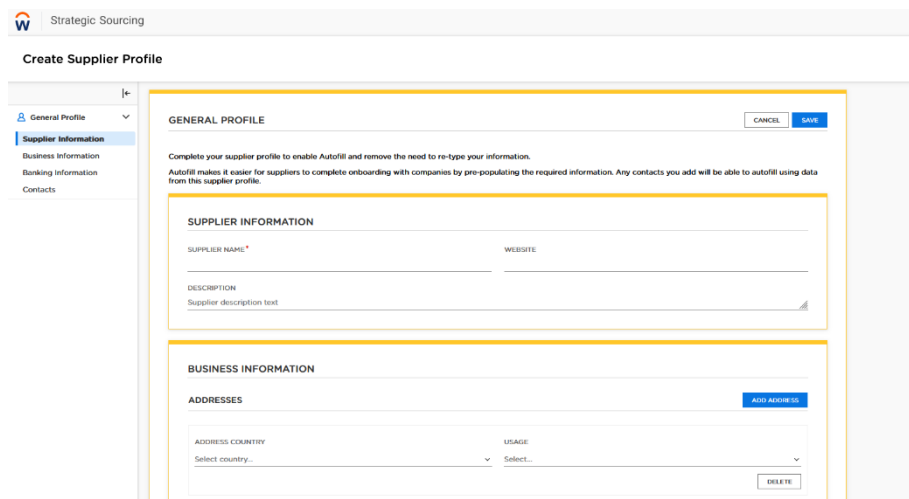 Strategic Sourcing
Create Supplier Profile
General Profile
Supplier Information
Business Information
Banking Information
Contacts
GENERAL PROFILE
CANCEL
SAVE
Complete your supplier profile to enable Autofill and remove the need to re-type your information.
Autofill makes it easier for suppliers to complete onboarding with companies by pre-populating the required information. Any contacts you add will be able to autofill using data
from this supplier profile.
SUPPLIER INFORMATION
SUPPLIER NAME*
WEBSITE
DESCRIPTION
Supplier description text
BUSINESS INFORMATION
ADDRESSES
ADD ADDRESS
ADDRESS COUNTRY
USAGE
Select country...
Select...
DELETE